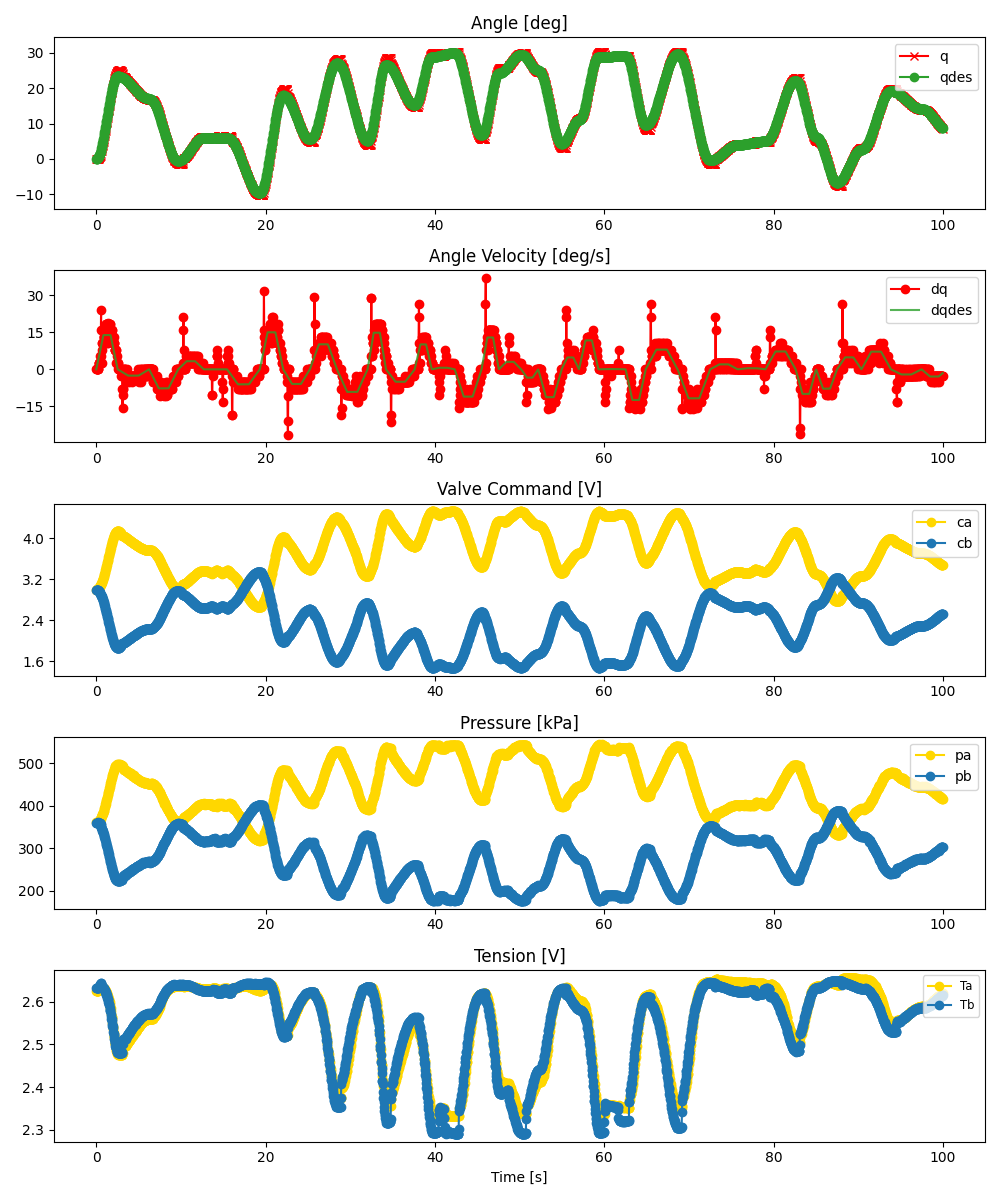 Angle [deg]
30
20
10
0
−10
q
qdes
0 20 40 60 80 100
Angle Velocity [deg/s]
30
15
0
−15
dq
dqdes
0 20 40 60 80 100
Valve Command [V]
4.0
3.2
2.4
1.6
ca
cb
0 20 40 60 80 100
Pressure [kPa]
500
400
300
200
pa
pb
0 20 40 60 80 100
Tension [V]
2.6
2.5
2.4
2.3
Ta
Tb
0 20 40 60 80 100
Time [s]